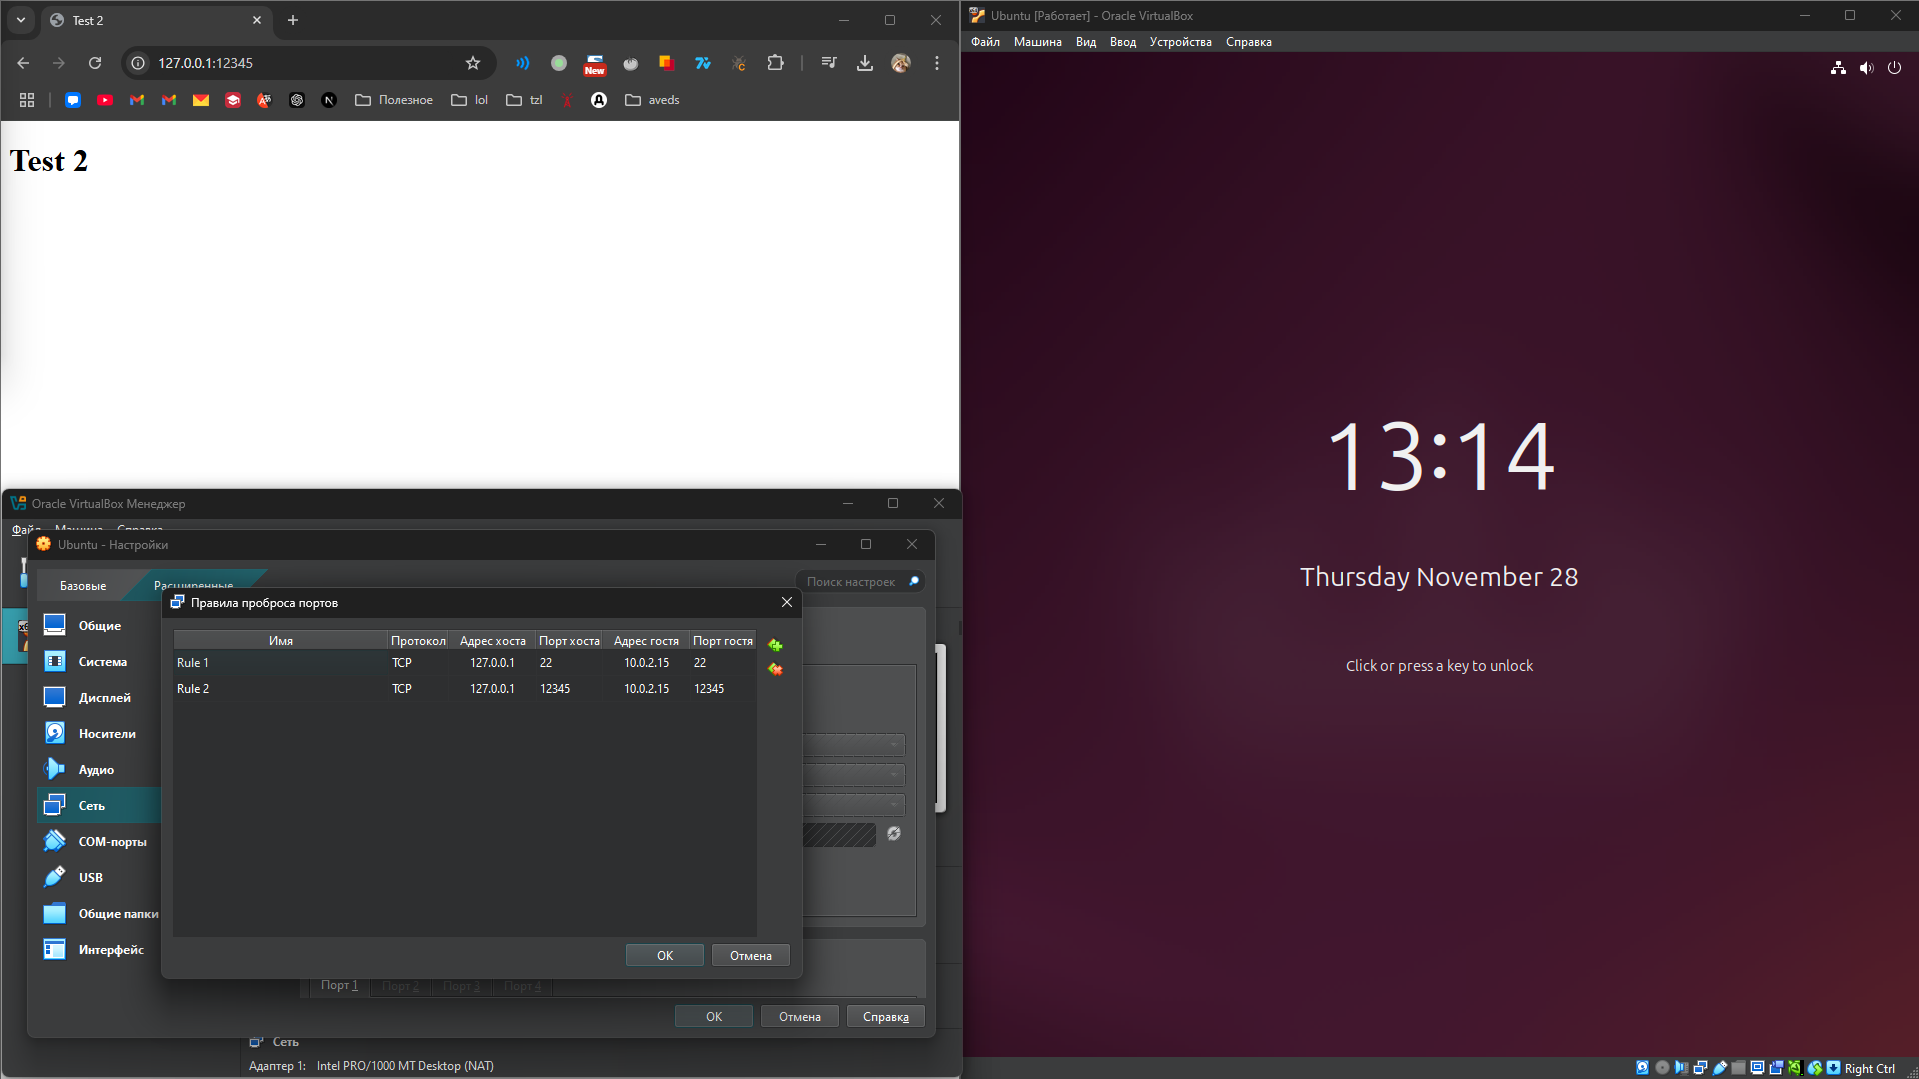 Test 2
127.0.0.1:12345
New
Полезное
lol
tzl
aveds
Test 2
Oracle VirtualBox Менеджер
Файл Машина Справка
Ubuntu - Настройки
Базовые
Расширенные
Поиск настроек
Общие
Система
Дисплей
Носители
Аудио
Сеть
COM-порты
USB
Общие папки
Интерфейс
Правила проброса портов
Имя Протокол Адрес хоста Порт хоста Адрес гостя Порт гостя
Rule 1 TCP 127.0.0.1 22 10.0.2.15 22
Rule 2 TCP 127.0.0.1 12345 10.0.2.15 12345
OK Отмена
Порт 1 Порт 2 Порт 3 Порт 4
OK Отмена Справка
Сеть
Адаптер 1: Intel PRO/1000 MT Desktop (NAT)
Ubuntu [Работает] - Oracle VirtualBox
Файл Машина Вид Ввод Устройства Справка
13:14
Thursday November 28
Click or press a key to unlock
Right Ctrl